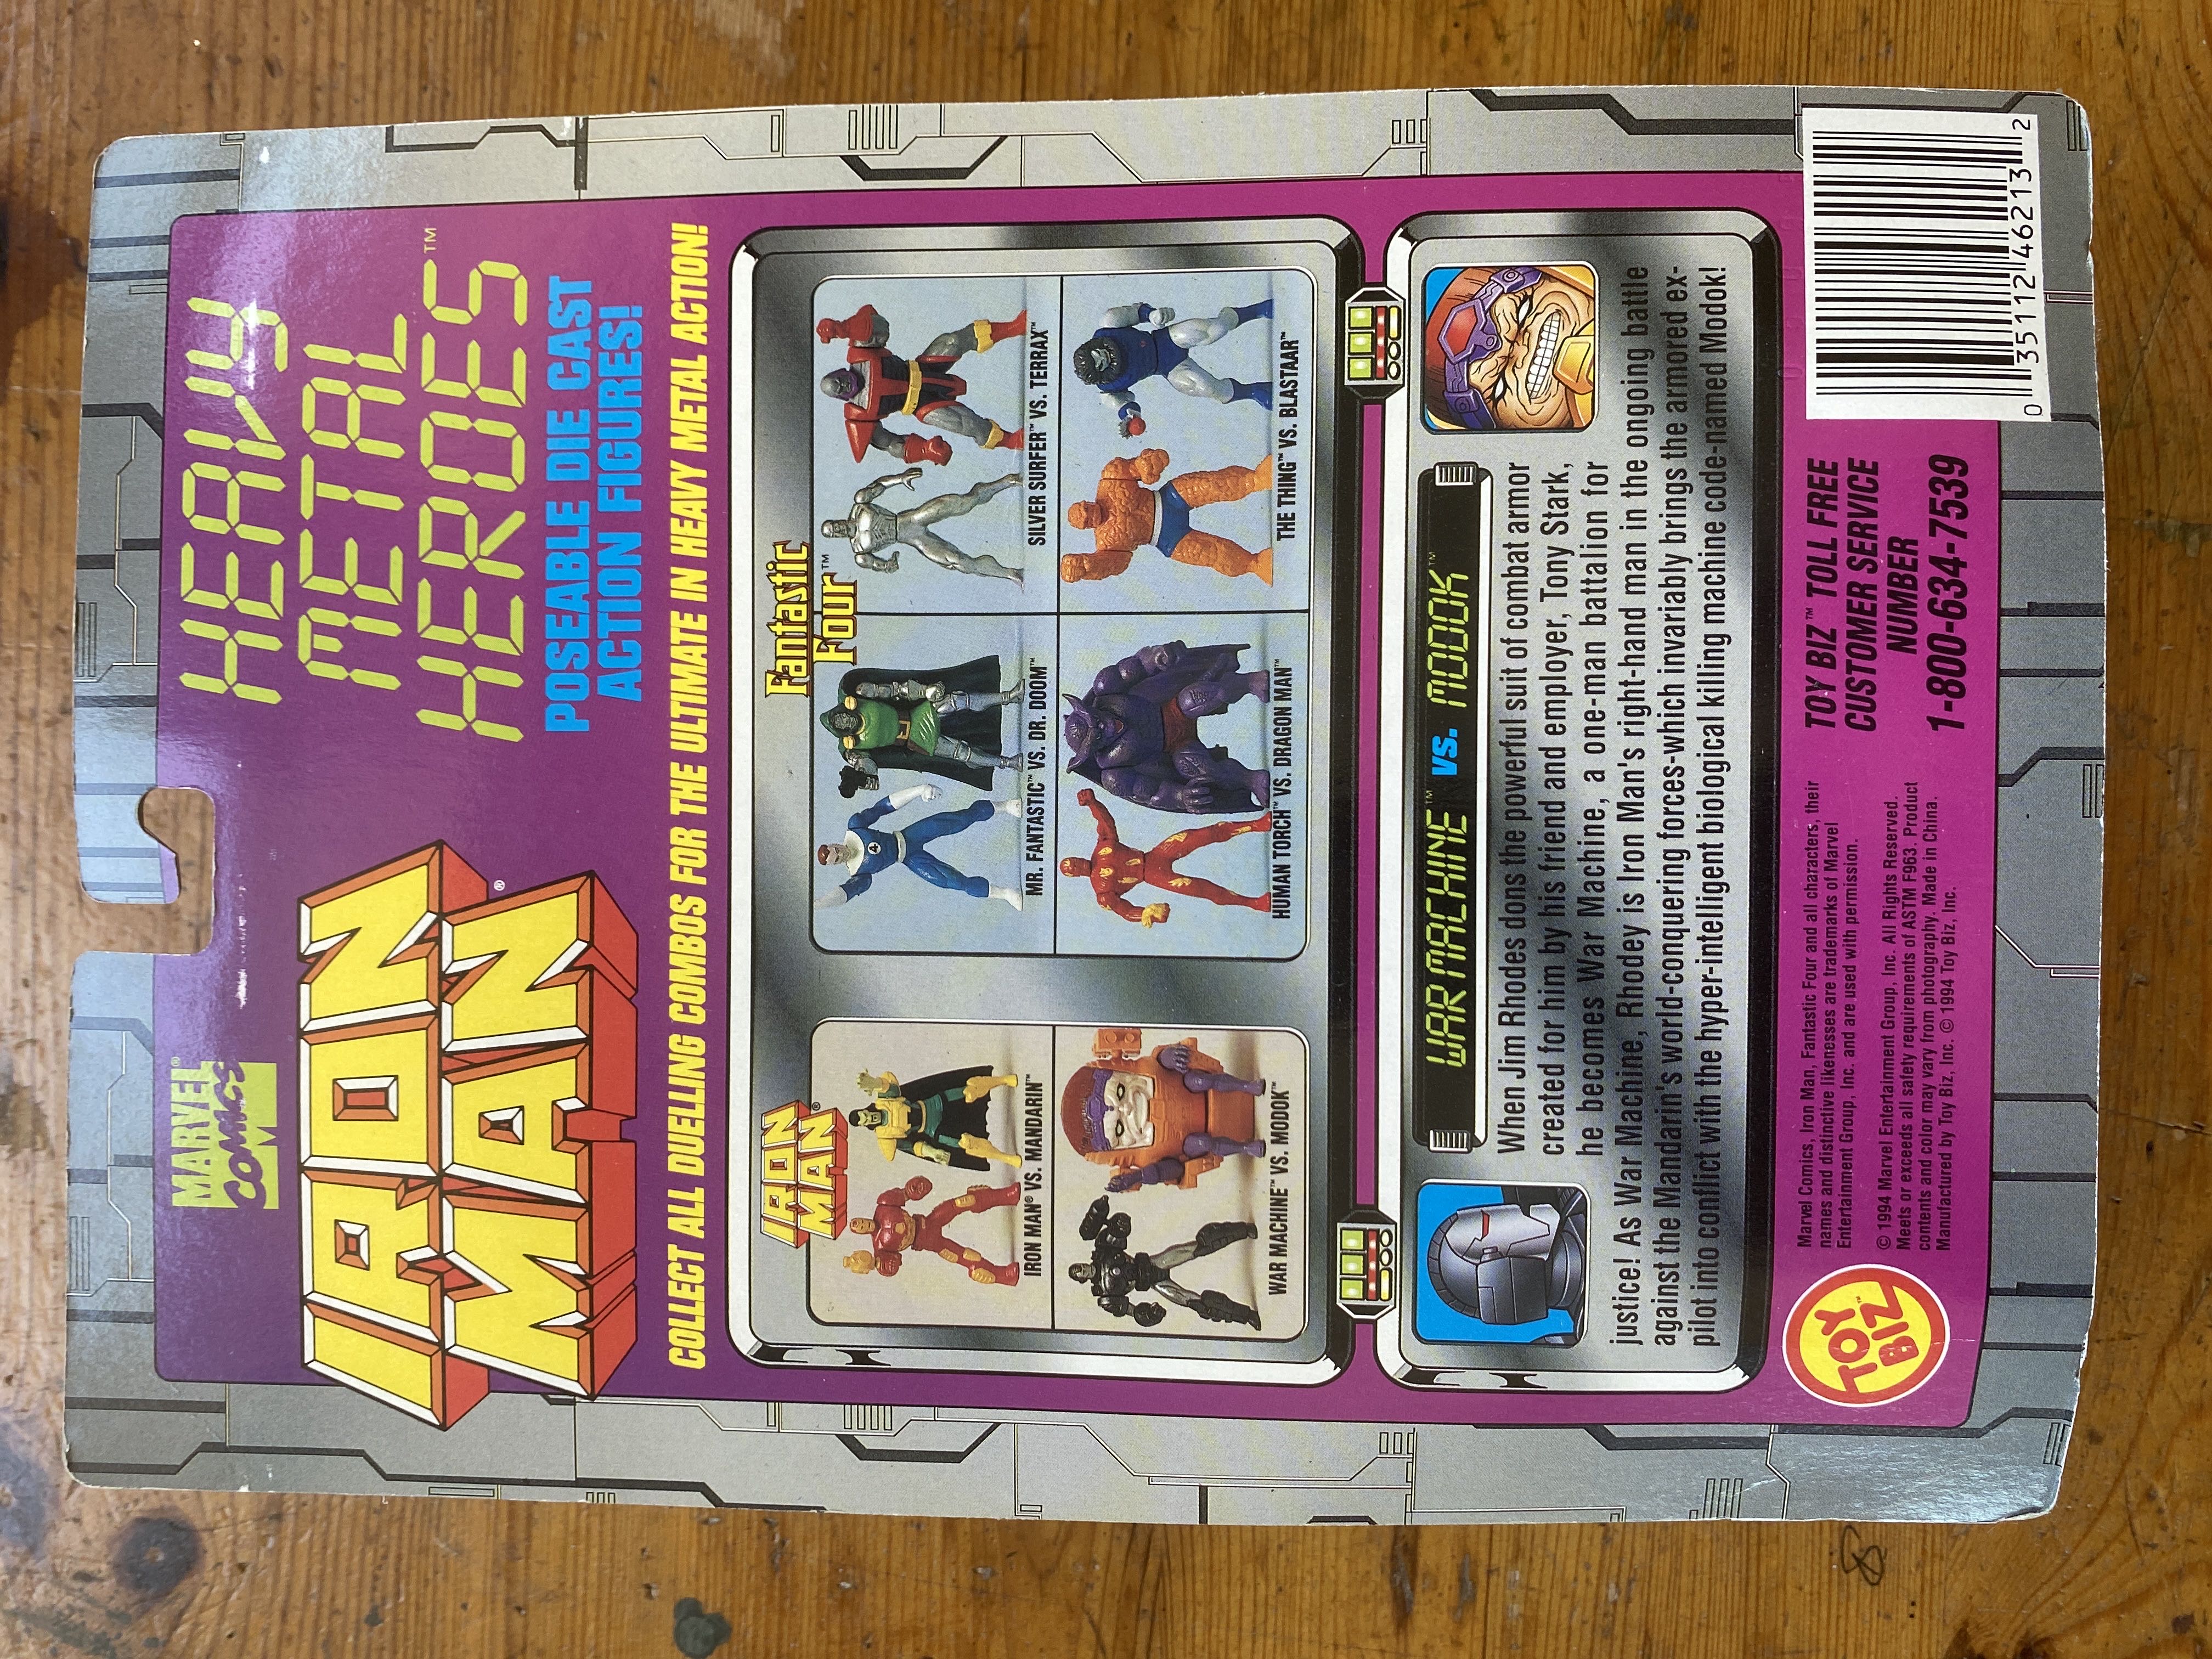 MARVEL®
COMICS
IRON
MAN®
HEAVY
METAL
HEROES™
POSEABLE DIE CAST
ACTION FIGURES!
COLLECT ALL DUELLING COMBOS FOR THE ULTIMATE IN HEAVY METAL ACTION!
IRON
MAN®
Fantastic
Four™
IRON MAN® VS. MANDARIN™
MR. FANTASTIC™ VS. DR. DOOM™
SILVER SURFER™ VS. TERRAX™
WAR MACHINE™ VS. MODOK™
HUMAN TORCH™ VS. DRAGON MAN™
THE THING™ VS. BLASTAAR™
WAR MACHINE™ VS. MODOK™
When Jim Rhodes dons the powerful suit of combat armor
created for him by his friend and employer, Tony Stark,
he becomes War Machine, a one-man battalion for
justice! As War Machine, Rhodey is Iron Man's right-hand man in the ongoing battle
against the Mandarin's world-conquering forces-which invariably brings the armored ex-
pilot into conflict with the hyper-intelligent biological killing machine code-named Modok!
TOY
BIZ™
Marvel Comics, Iron Man, Fantastic Four and all characters, their
names and distinctive likenesses are trademarks of Marvel
Entertainment Group, Inc. and are used with permission.
© 1994 Marvel Entertainment Group, Inc. All Rights Reserved.
Meets or exceeds all safety requirements of ASTM F963. Product
contents and color may vary from photography. Made in China.
Manufactured by Toy Biz, Inc. © 1994 Toy Biz, Inc.
TOY BIZ™ TOLL FREE
CUSTOMER SERVICE
NUMBER
1-800-634-7539
0 35112 46213 2